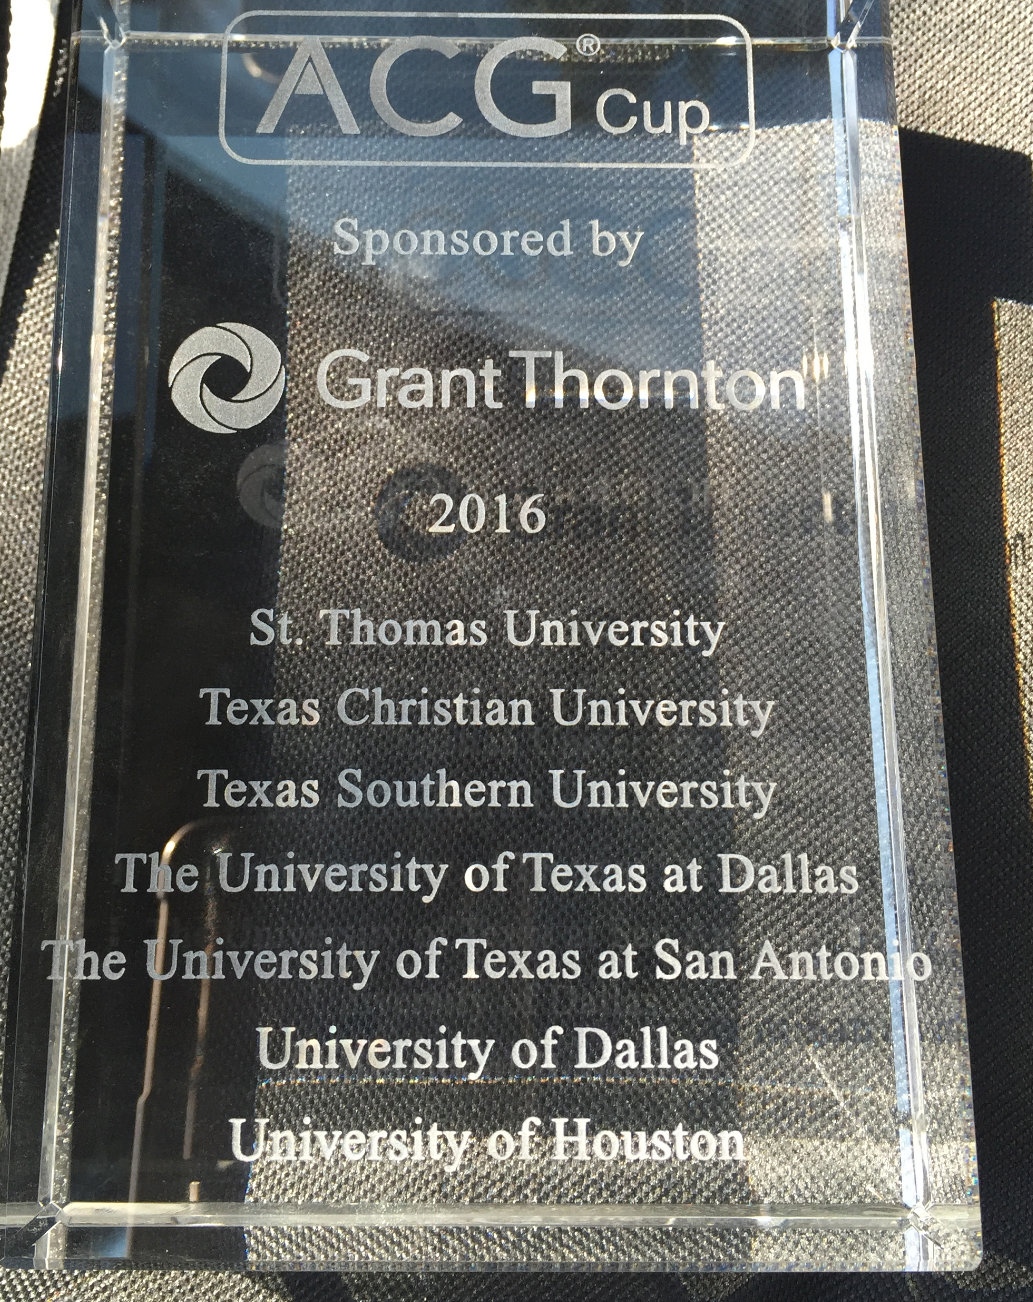 ACG® Cup
Sponsored by
Grant Thornton
2016
St. Thomas University
Texas Christian University
Texas Southern University
The University of Texas at Dallas
The University of Texas at San Antonio
University of Dallas
University of Houston